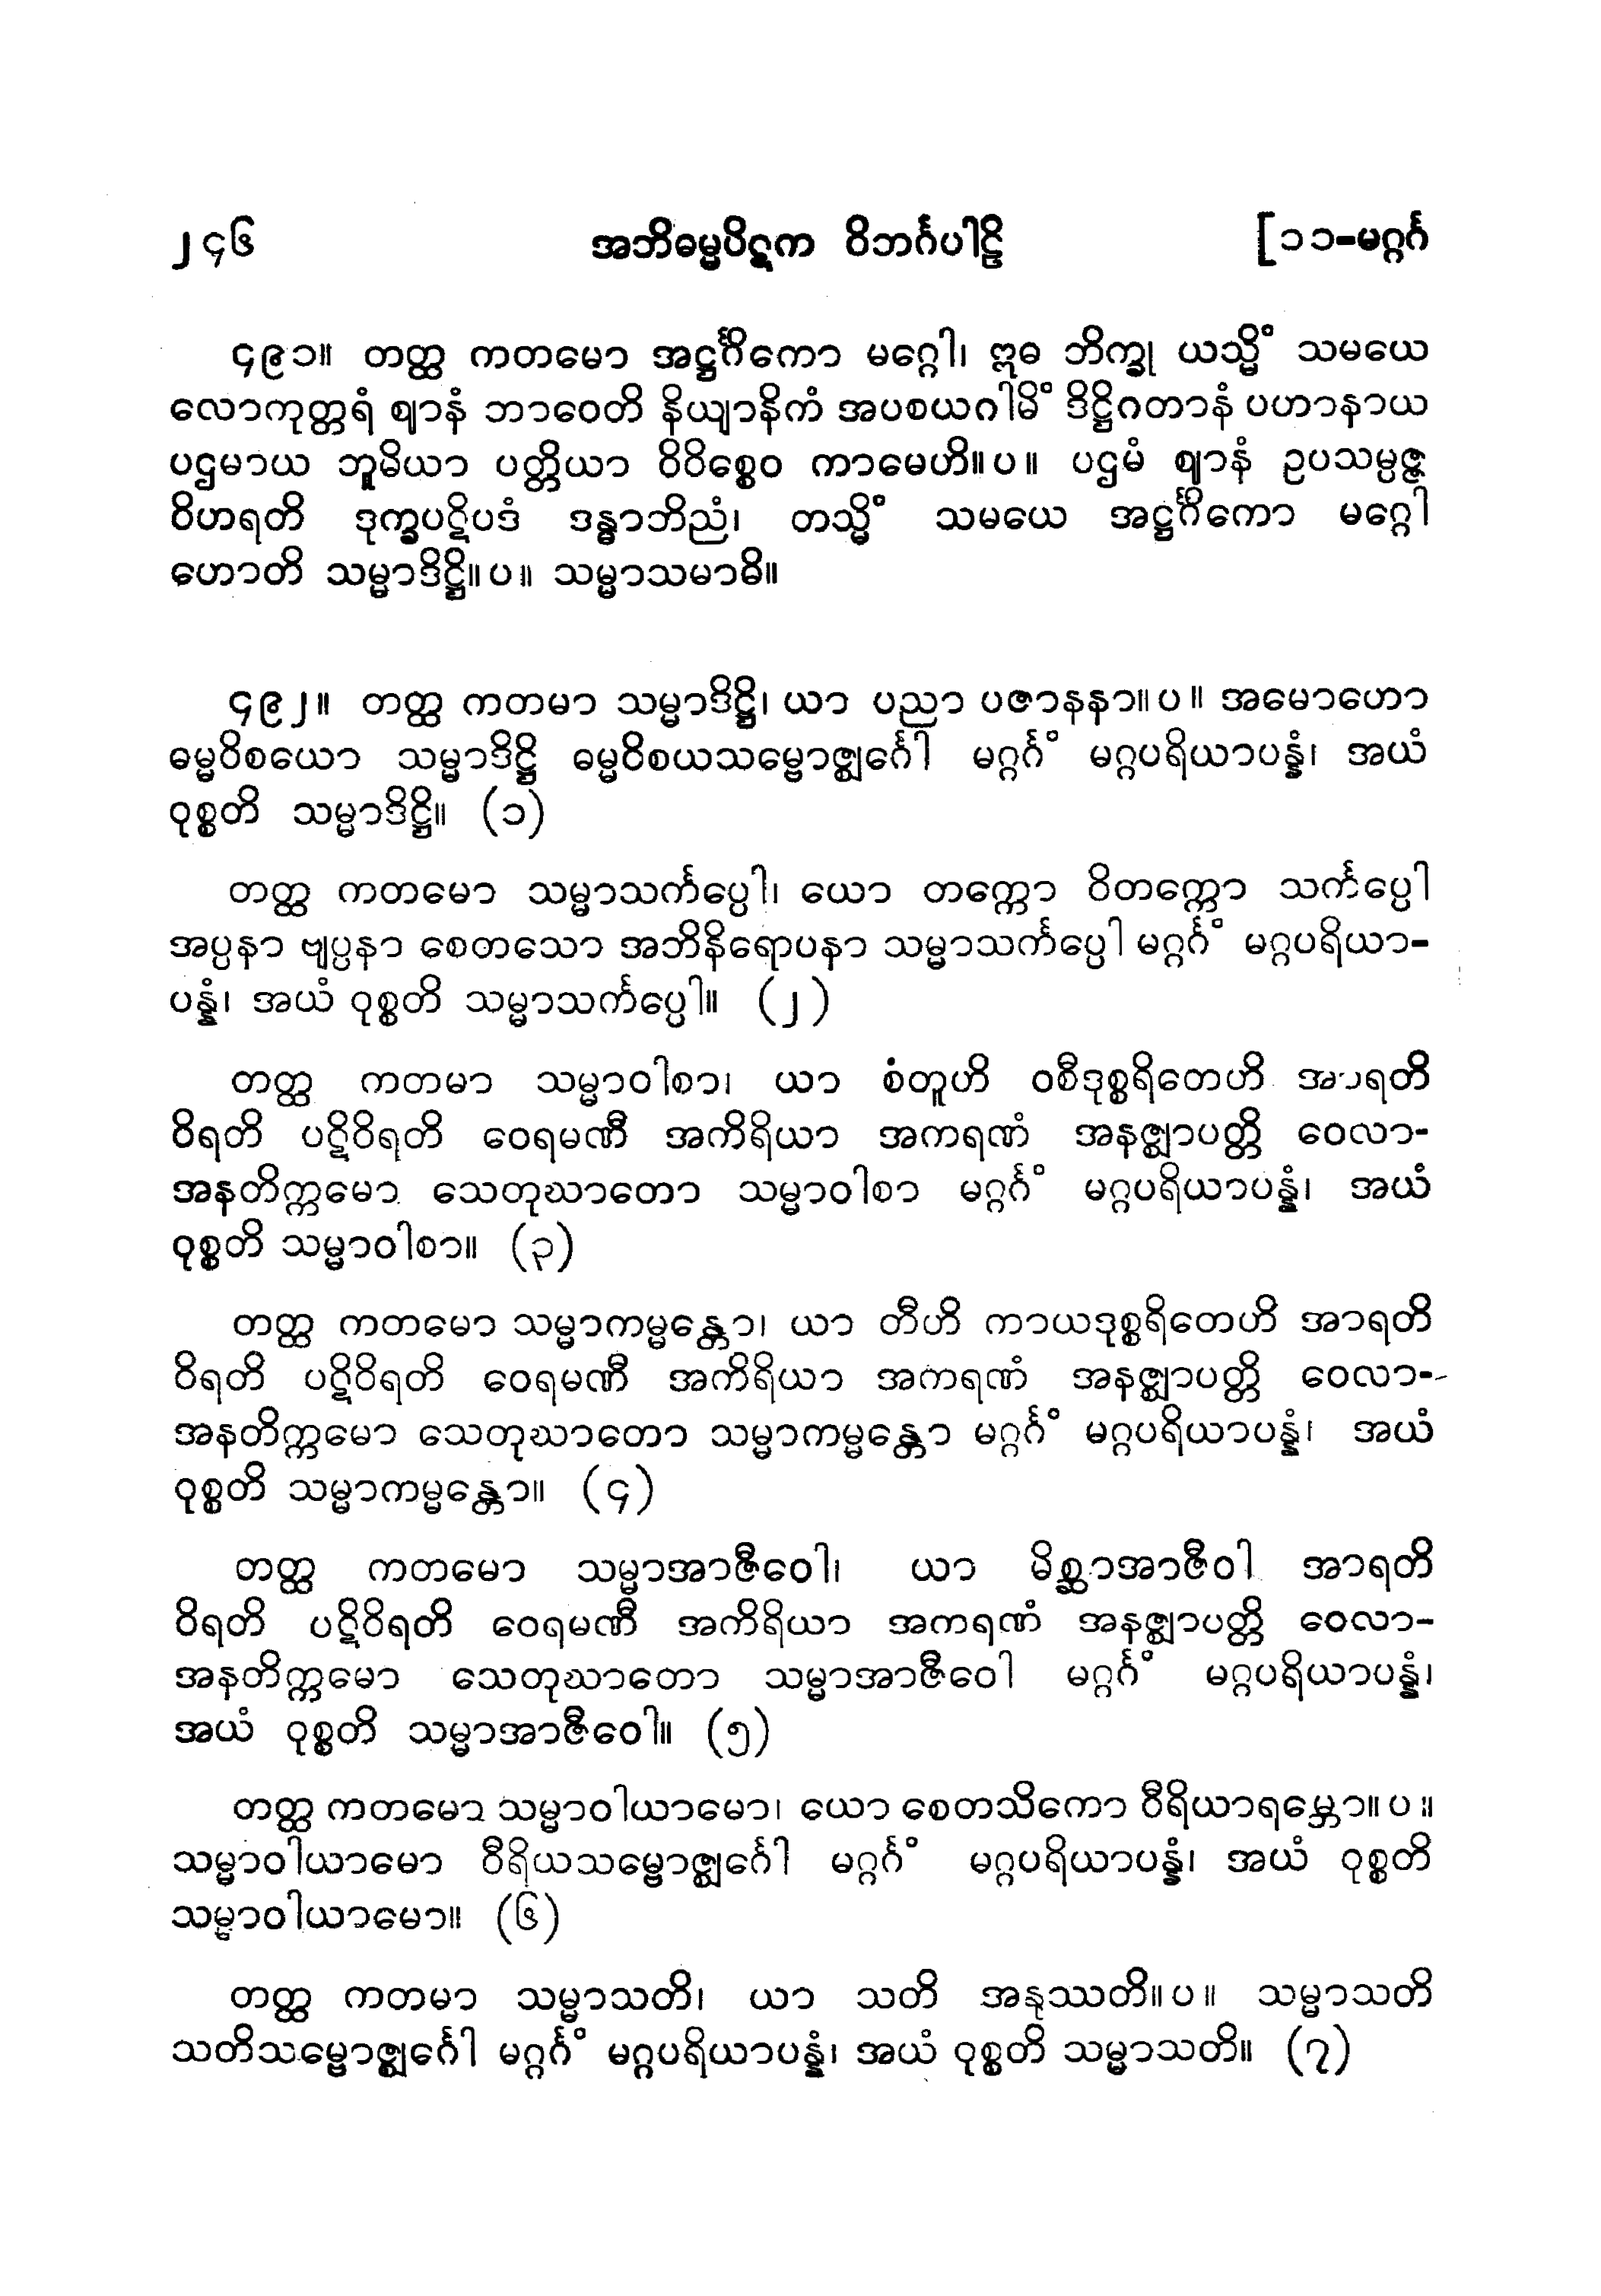 ၂၄၆ အဘိဓမ္မပိဋက ဝိဘင်္ဂပါဠိ [၁၁-မဂ္ဂင်္ဂ
၄၉၁။ တတ္ထ ကတမော အဋ္ဌင်္ဂိကော မဂ္ဂေါ၊ ဣဓ ဘိက္ခု ယသ္မိံ သမယေ
လောကုတ္တရံ ဈာနံ ဘာဝေတိ နိယျာနိကံ အပစယဂါမိံ ဒိဋ္ဌိဂတာနံ ပဟာနာယ
ပဌမာယ ဘူမိယာ ပတ္တိယာ ဝိဝိစ္စေဝ ကာမေဟိ။ပ။ ပဌမံ ဈာနံ ဥပသမ္ပဇ္ဇ
ဝိဟရတိ ဒုက္ခပဋိပဒံ ဒန္ဓာဘိညံ၊ တသ္မိံ သမယေ အဋ္ဌင်္ဂိကော မဂ္ဂေါ
ဟောတိ သမ္မာဒိဋ္ဌိ။ပ။ သမ္မာသမာဓိ။
၄၉၂။ တတ္ထ ကတမာ သမ္မာဒိဋ္ဌိ၊ ယာ ပညာ ပဇာနနာ။ပ။ အမောဟော
ဓမ္မဝိစယော သမ္မာဒိဋ္ဌိ ဓမ္မဝိစယသမ္ဗောဇ္ဈင်္ဂေါ မဂ္ဂင်္ဂံ မဂ္ဂပရိယာပန္နံ၊ အယံ
ဝုစ္စတိ သမ္မာဒိဋ္ဌိ။ (၁)
တတ္ထ ကတမော သမ္မာသင်္ကပ္ပေါ၊ ယော တက္ကော ဝိတက္ကော သင်္ကပ္ပေါ
အပ္ပနာ ဗျပ္ပနာ စေတသော အဘိနိရောပနာ သမ္မာသင်္ကပ္ပေါ မဂ္ဂင်္ဂံ မဂ္ဂပရိယာ-
ပန္နံ၊ အယံ ဝုစ္စတိ သမ္မာသင်္ကပ္ပေါ။ (၂)
တတ္ထ ကတမာ သမ္မာဝါစာ၊ ယာ စတူဟိ ဝစီဒုစ္စရိတေဟိ အာရတိ
ဝိရတိ ပဋိဝိရတိ ဝေရမဏီ အကိရိယာ အကရဏံ အနဇ္ဈာပတ္တိ ဝေလာ-
အနတိက္ကမော သေတုဃာတော သမ္မာဝါစာ မဂ္ဂင်္ဂံ မဂ္ဂပရိယာပန္နံ၊ အယံ
ဝုစ္စတိ သမ္မာဝါစာ။ (၃)
တတ္ထ ကတမော သမ္မာကမ္မန္တော၊ ယာ တီဟိ ကာယဒုစ္စရိတေဟိ အာရတိ
ဝိရတိ ပဋိဝိရတိ ဝေရမဏီ အကိရိယာ အကရဏံ အနဇ္ဈာပတ္တိ ဝေလာ-
အနတိက္ကမော သေတုဃာတော သမ္မာကမ္မန္တော မဂ္ဂင်္ဂံ မဂ္ဂပရိယာပန္နံ၊ အယံ
ဝုစ္စတိ သမ္မာကမ္မန္တော။ (၄)
တတ္ထ ကတမော သမ္မာအာဇီဝေါ၊ ယာ မိစ္ဆာအာဇီဝါ အာရတိ
ဝိရတိ ပဋိဝိရတိ ဝေရမဏီ အကိရိယာ အကရဏံ အနဇ္ဈာပတ္တိ ဝေလာ-
အနတိက္ကမော သေတုဃာတော သမ္မာအာဇီဝေါ မဂ္ဂင်္ဂံ မဂ္ဂပရိယာပန္နံ၊
အယံ ဝုစ္စတိ သမ္မာအာဇီဝေါ။ (၅)
တတ္ထ ကတမော သမ္မာဝါယာမော၊ ယော စေတသိကော ဝီရိယာရမ္ဘော။ပ။
သမ္မာဝါယာမော ဝီရိယသမ္ဗောဇ္ဈင်္ဂေါ မဂ္ဂင်္ဂံ မဂ္ဂပရိယာပန္နံ၊ အယံ ဝုစ္စတိ
သမ္မာဝါယာမော။ (၆)
တတ္ထ ကတမာ သမ္မာသတိ၊ ယာ သတိ အနုဿတိ။ပ။ သမ္မာသတိ
သတိသမ္ဗောဇ္ဈင်္ဂေါ မဂ္ဂင်္ဂံ မဂ္ဂပရိယာပန္နံ၊ အယံ ဝုစ္စတိ သမ္မာသတိ။ (၇)